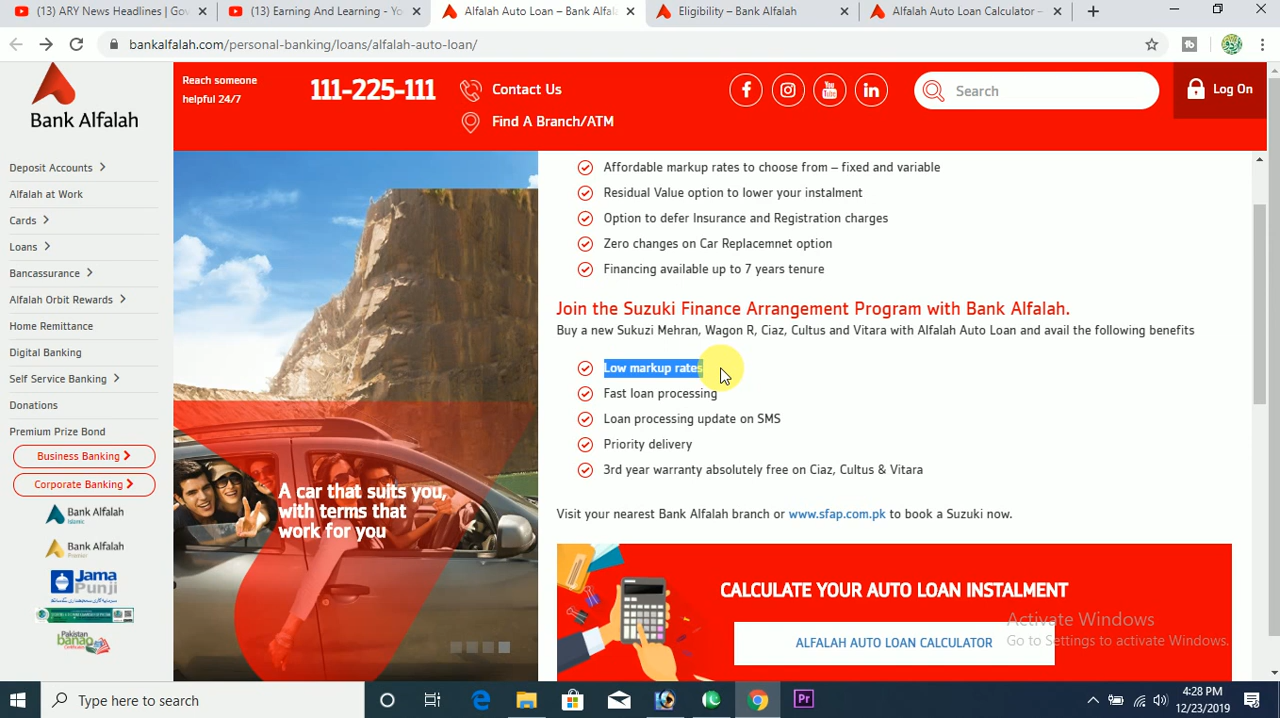 (13) ARY News Headlines | Gov
(13) Earning And Learning - Yo
Alfalah Auto Loan – Bank Alfala
Eligibility – Bank Alfalah
Alfalah Auto Loan Calculator –
bankalfalah.com/personal-banking/loans/alfalah-auto-loan/
Bank Alfalah
Reach someone
helpful 24/7
111-225-111
Contact Us
Find A Branch/ATM
Search
Log On
Deposit Accounts
Alfalah at Work
Cards
Loans
Bancassurance
Alfalah Orbit Rewards
Home Remittance
Digital Banking
Self Service Banking
Donations
Premium Prize Bond
Business Banking
Corporate Banking
Bank Alfalah
Islamic
Bank Alfalah
Premier
Jama
Punji
Pakistan
A car that suits you,
with terms that
work for you
Affordable markup rates to choose from – fixed and variable
Residual Value option to lower your instalment
Option to defer Insurance and Registration charges
Zero changes on Car Replacemnet option
Financing available up to 7 years tenure
Join the Suzuki Finance Arrangement Program with Bank Alfalah.
Buy a new Sukuzi Mehran, Wagon R, Ciaz, Cultus and Vitara with Alfalah Auto Loan and avail the following benefits
Low markup rates
Fast loan processing
Loan processing update on SMS
Priority delivery
3rd year warranty absolutely free on Ciaz, Cultus & Vitara
Visit your nearest Bank Alfalah branch or www.sfap.com.pk to book a Suzuki now.
CALCULATE YOUR AUTO LOAN INSTALMENT
ALFALAH AUTO LOAN CALCULATOR
Activate Windows
Go to Settings to activate Windows.
Type here to search
Pr
4:28 PM
12/23/2019